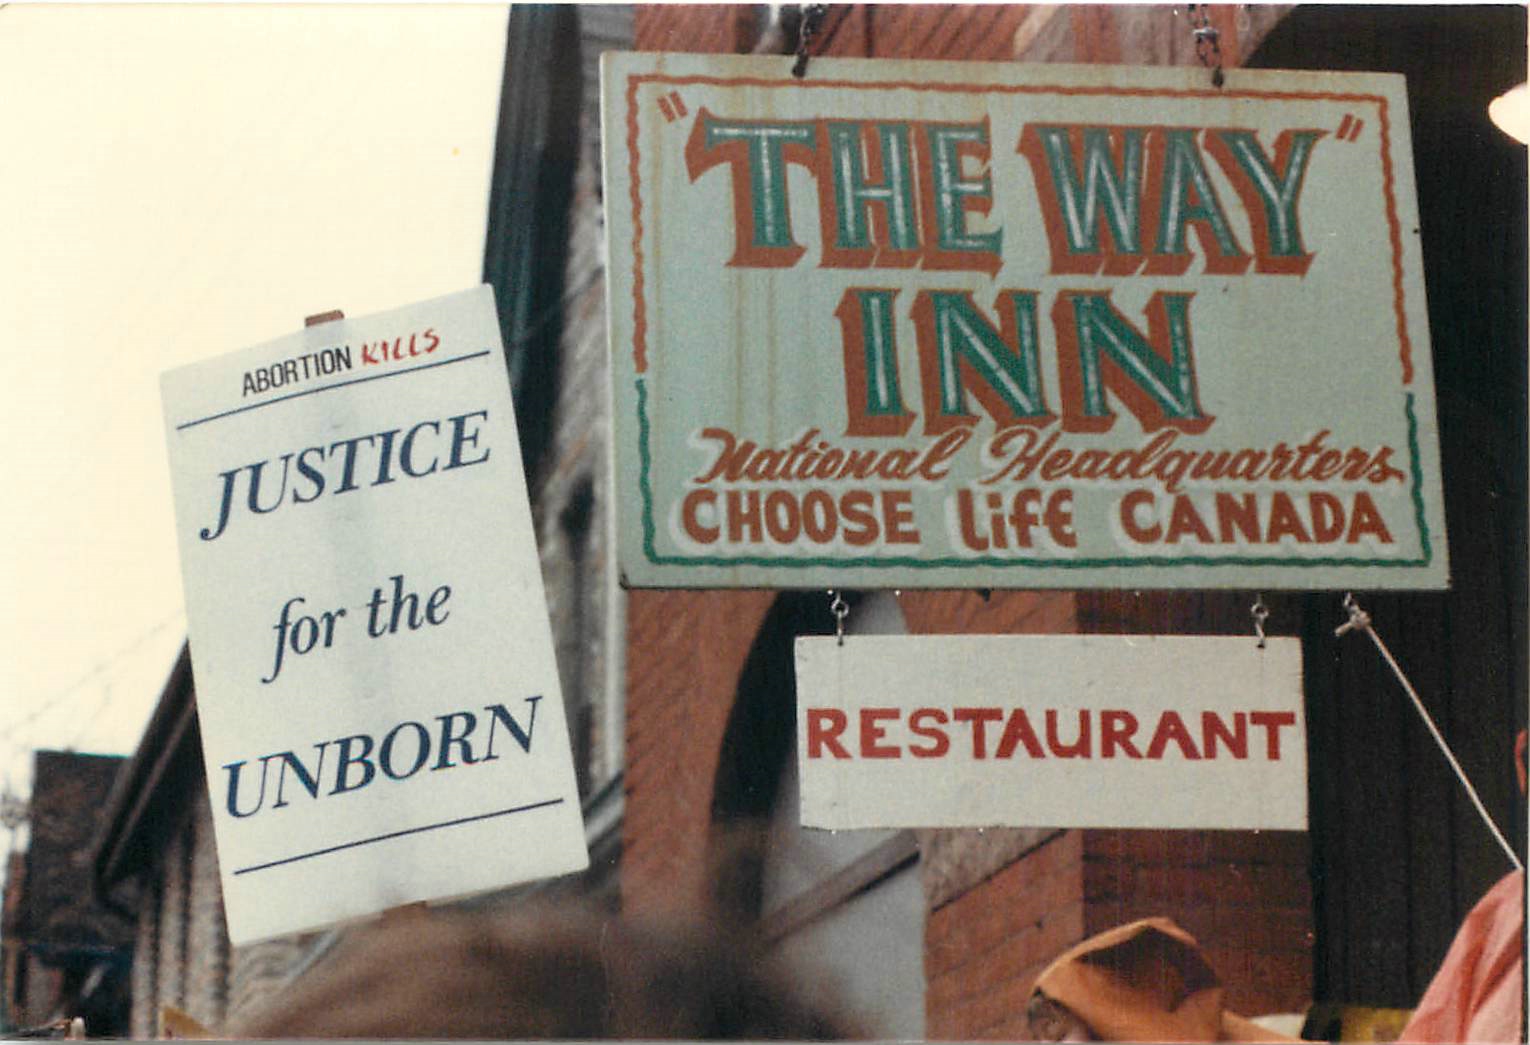 ABORTION KILLS
JUSTICE
for the
UNBORN
"THE WAY"
INN
National Headquarters
CHOOSE LifE CANADA
RESTAURANT